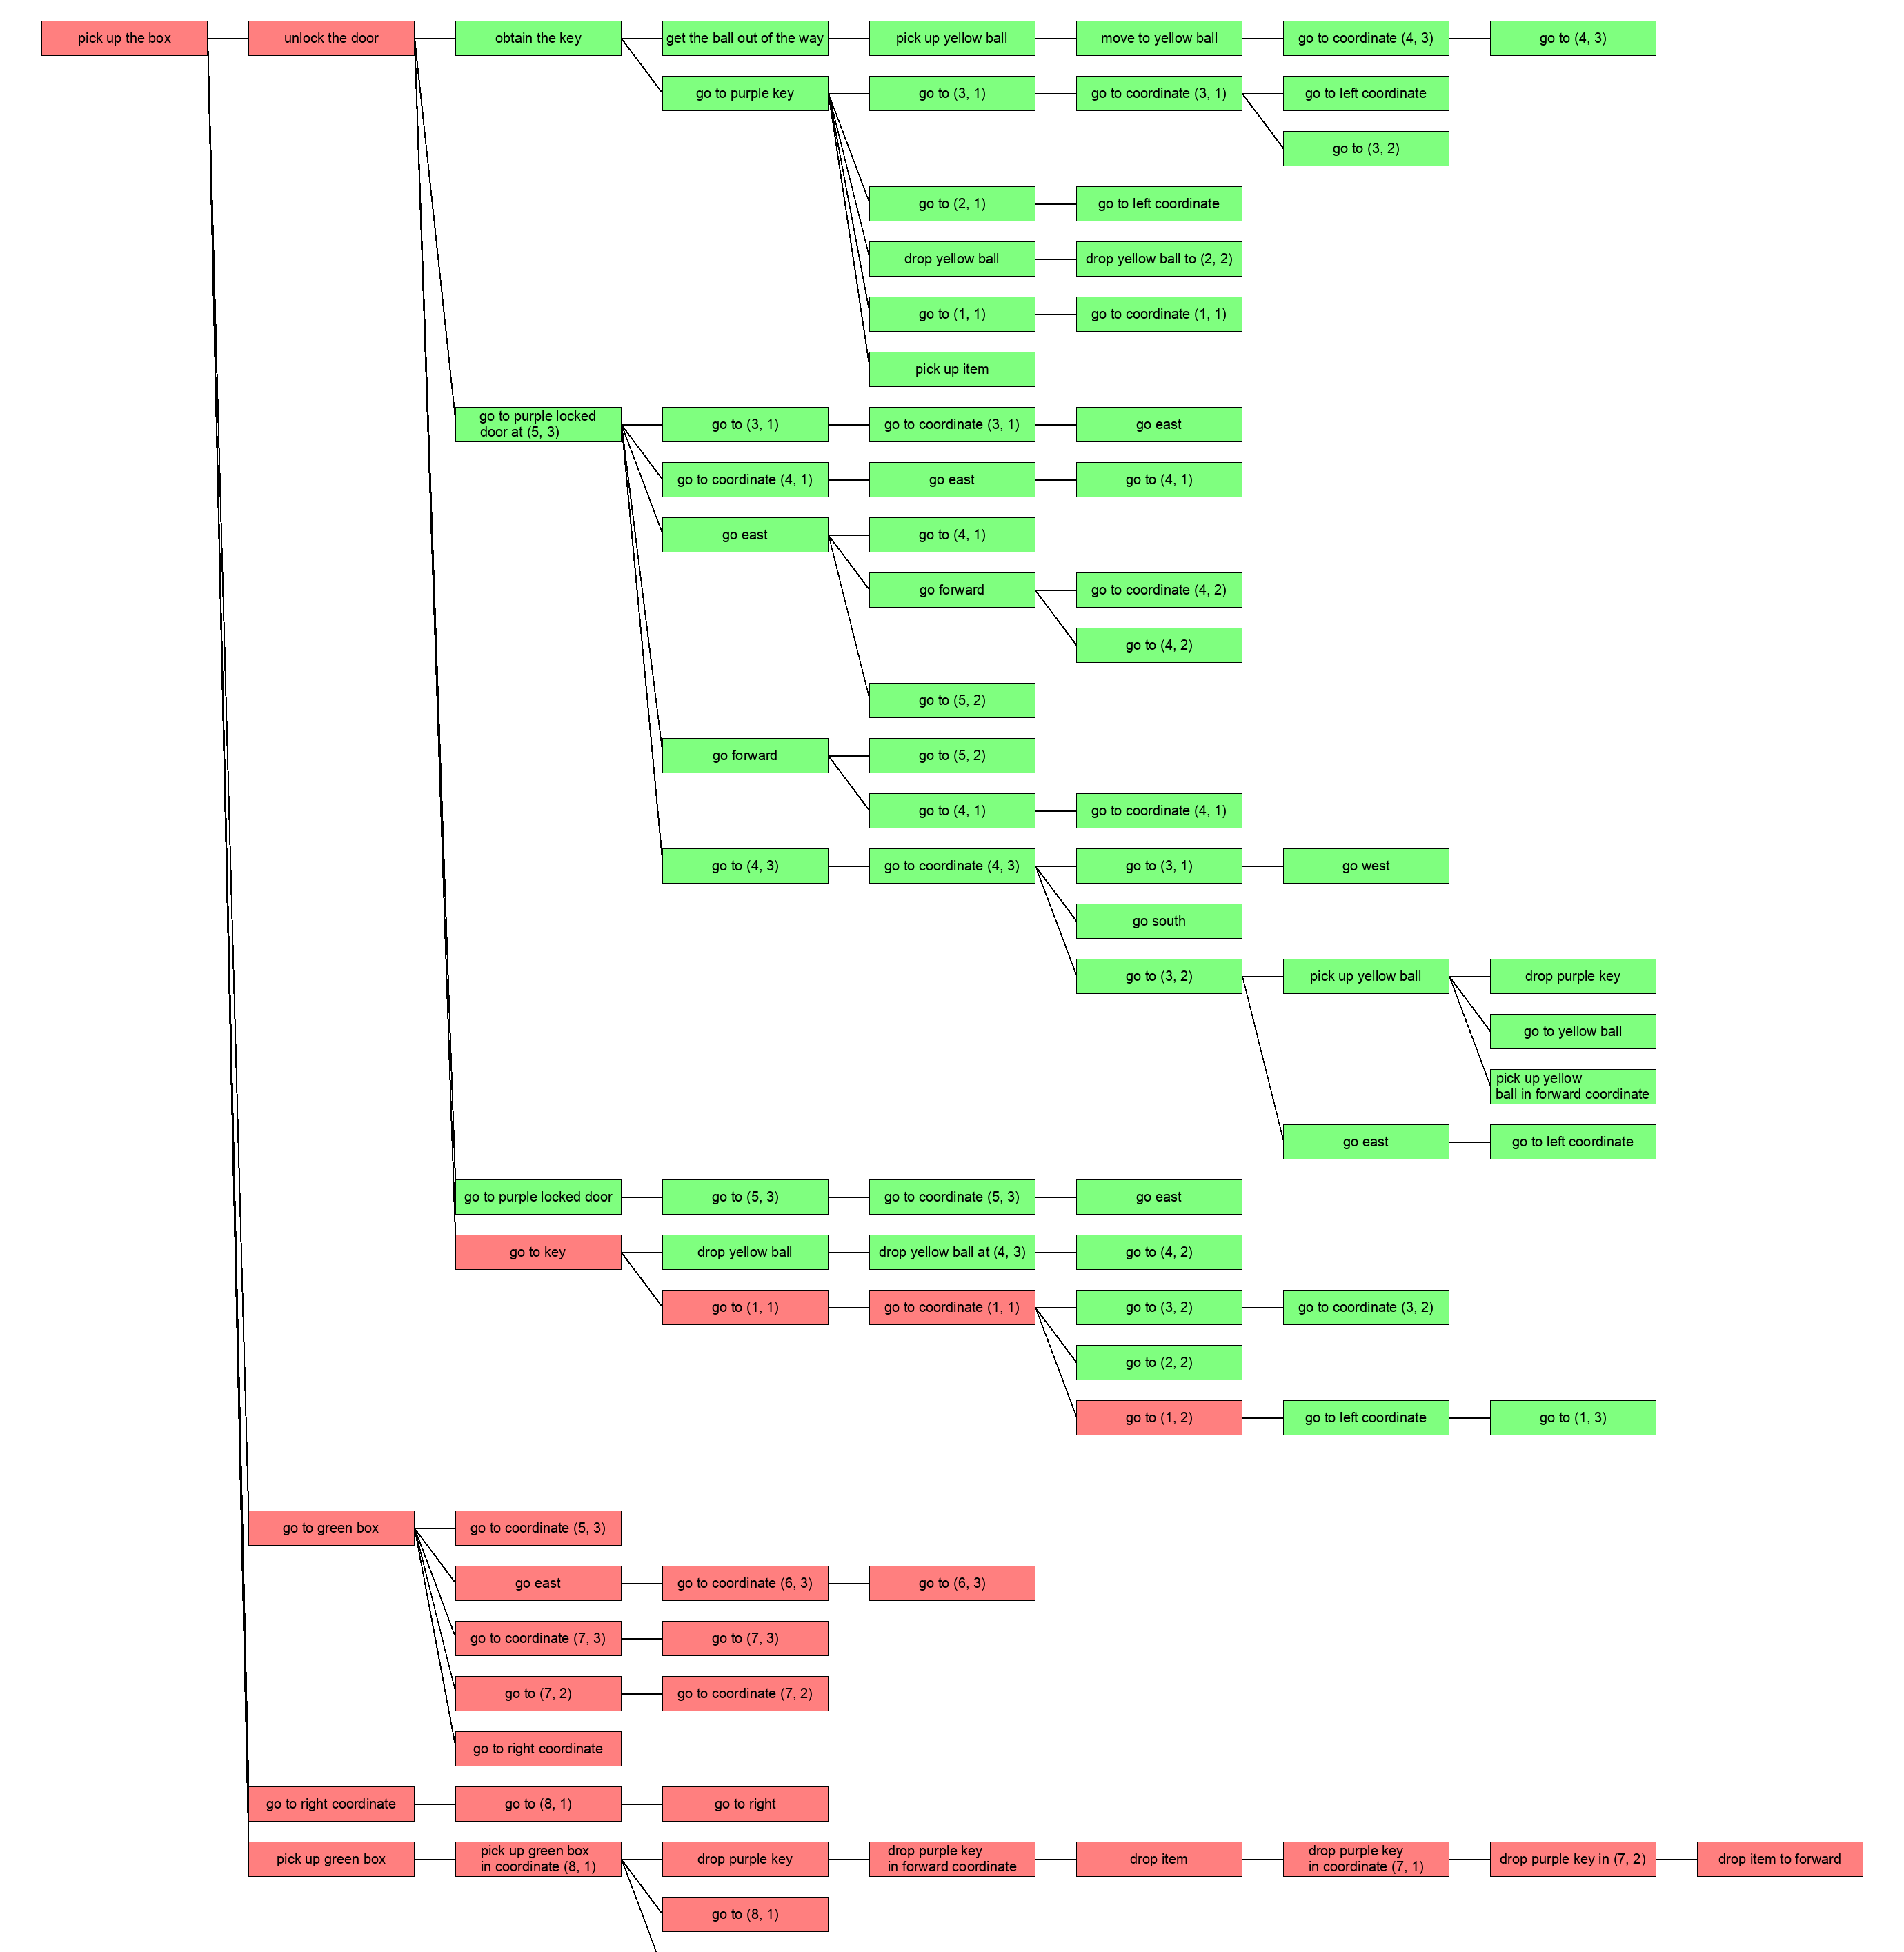 pick up the box
unlock the door
obtain the key
get the ball out of the way
pick up yellow ball
move to yellow ball
go to coordinate (4, 3)
go to (4, 3)
go to purple key
go to (3, 1)
go to coordinate (3, 1)
go to left coordinate
go to (3, 2)
go to (2, 1)
go to left coordinate
drop yellow ball
drop yellow ball to (2, 2)
go to (1, 1)
go to coordinate (1, 1)
pick up item
go to purple locked
door at (5, 3)
go to (3, 1)
go to coordinate (3, 1)
go east
go to coordinate (4, 1)
go east
go to (4, 1)
go east
go to (4, 1)
go forward
go to coordinate (4, 2)
go to (4, 2)
go to (5, 2)
go forward
go to (5, 2)
go to (4, 1)
go to coordinate (4, 1)
go to (4, 3)
go to coordinate (4, 3)
go to (3, 1)
go west
go south
go to (3, 2)
pick up yellow ball
drop purple key
go to yellow ball
pick up yellow
ball in forward coordinate
go east
go to left coordinate
go to purple locked door
go to (5, 3)
go to coordinate (5, 3)
go east
go to key
drop yellow ball
drop yellow ball at (4, 3)
go to (4, 2)
go to (1, 1)
go to coordinate (1, 1)
go to (3, 2)
go to coordinate (3, 2)
go to (2, 2)
go to (1, 2)
go to left coordinate
go to (1, 3)
go to green box
go to coordinate (5, 3)
go east
go to coordinate (6, 3)
go to (6, 3)
go to coordinate (7, 3)
go to (7, 3)
go to (7, 2)
go to coordinate (7, 2)
go to right coordinate
go to right coordinate
go to (8, 1)
go to right
pick up green box
pick up green box
in coordinate (8, 1)
drop purple key
drop purple key
in forward coordinate
drop item
drop purple key
in coordinate (7, 1)
drop purple key in (7, 2)
drop item to forward
go to (8, 1)